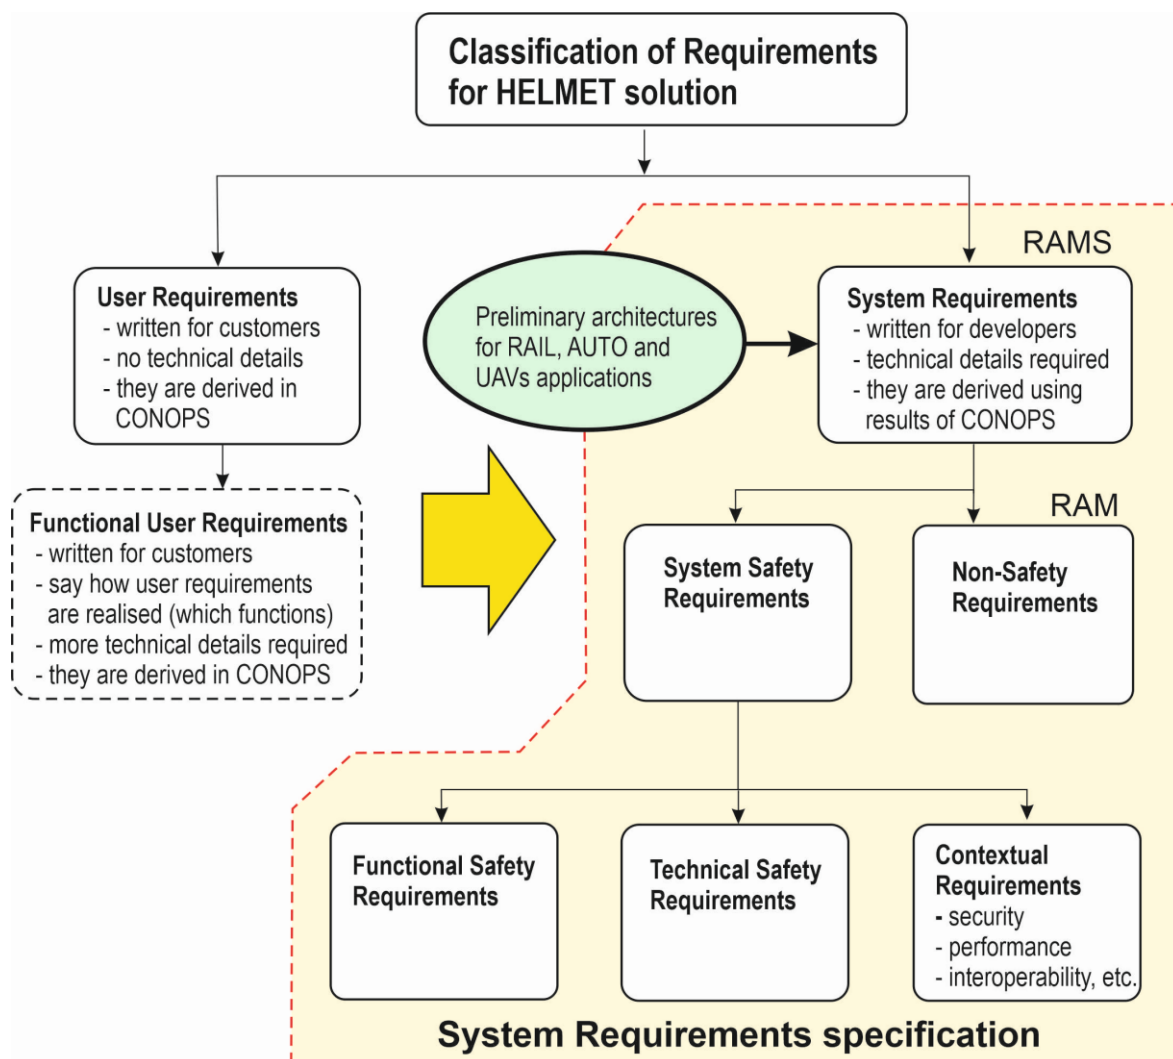 Classification of Requirements
for HELMET solution
RAMS
User Requirements
- written for customers
- no technical details
- they are derived in
CONOPS
Preliminary architectures
for RAIL, AUTO and
UAVs applications
System Requirements
- written for developers
- technical details required
- they are derived using
results of CONOPS
Functional User Requirements
- written for customers
- say how user requirements
are realised (which functions)
- more technical details required
- they are derived in CONOPS
RAM
System Safety
Requirements
Non-Safety
Requirements
Functional Safety
Requirements
Technical Safety
Requirements
Contextual
Requirements
- security
- performance
- interoperability, etc.
System Requirements specification